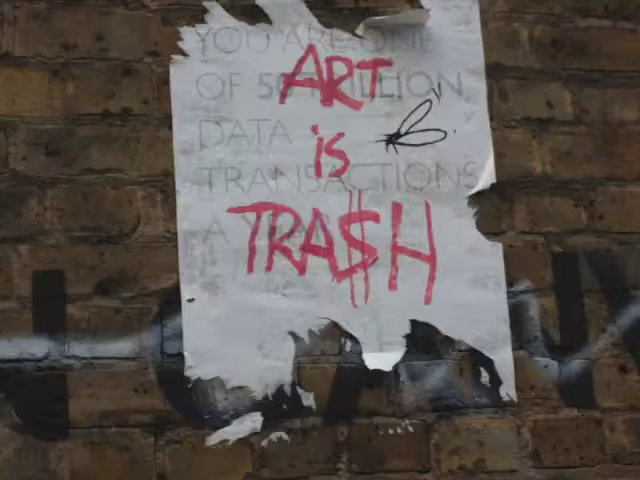 YOU ARE ONE
OF
DATA
TRANSACTIONS
A
ART
is
TRA$H